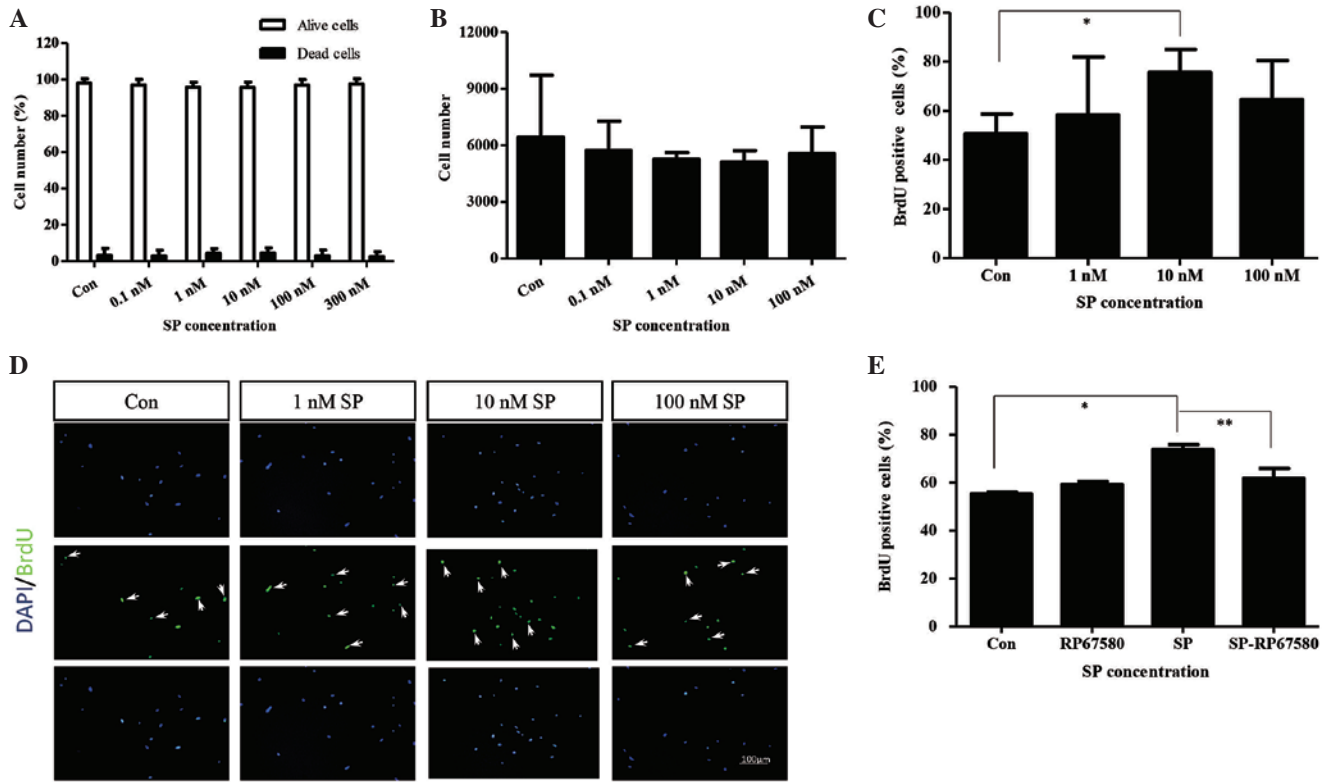 A
Alive cells
Dead cells
Cell number (%)
120
100
80
60
40
20
0
Con
0.1 nM
1 nM
10 nM
100 nM
300 nM
SP concentration
B
Cell number
12000
9000
6000
3000
0
Con
0.1 nM
1 nM
10 nM
100 nM
SP concentration
C
BrdU positive cells (%)
100
80
60
40
20
0
*
Con
1 nM
10 nM
100 nM
SP concentration
D
Con
1 nM SP
10 nM SP
100 nM SP
DAPI/BrdU
100μm
E
BrdU positive cells (%)
100
80
60
40
20
0
*
**
Con
RP67580
SP
SP-RP67580
SP concentration